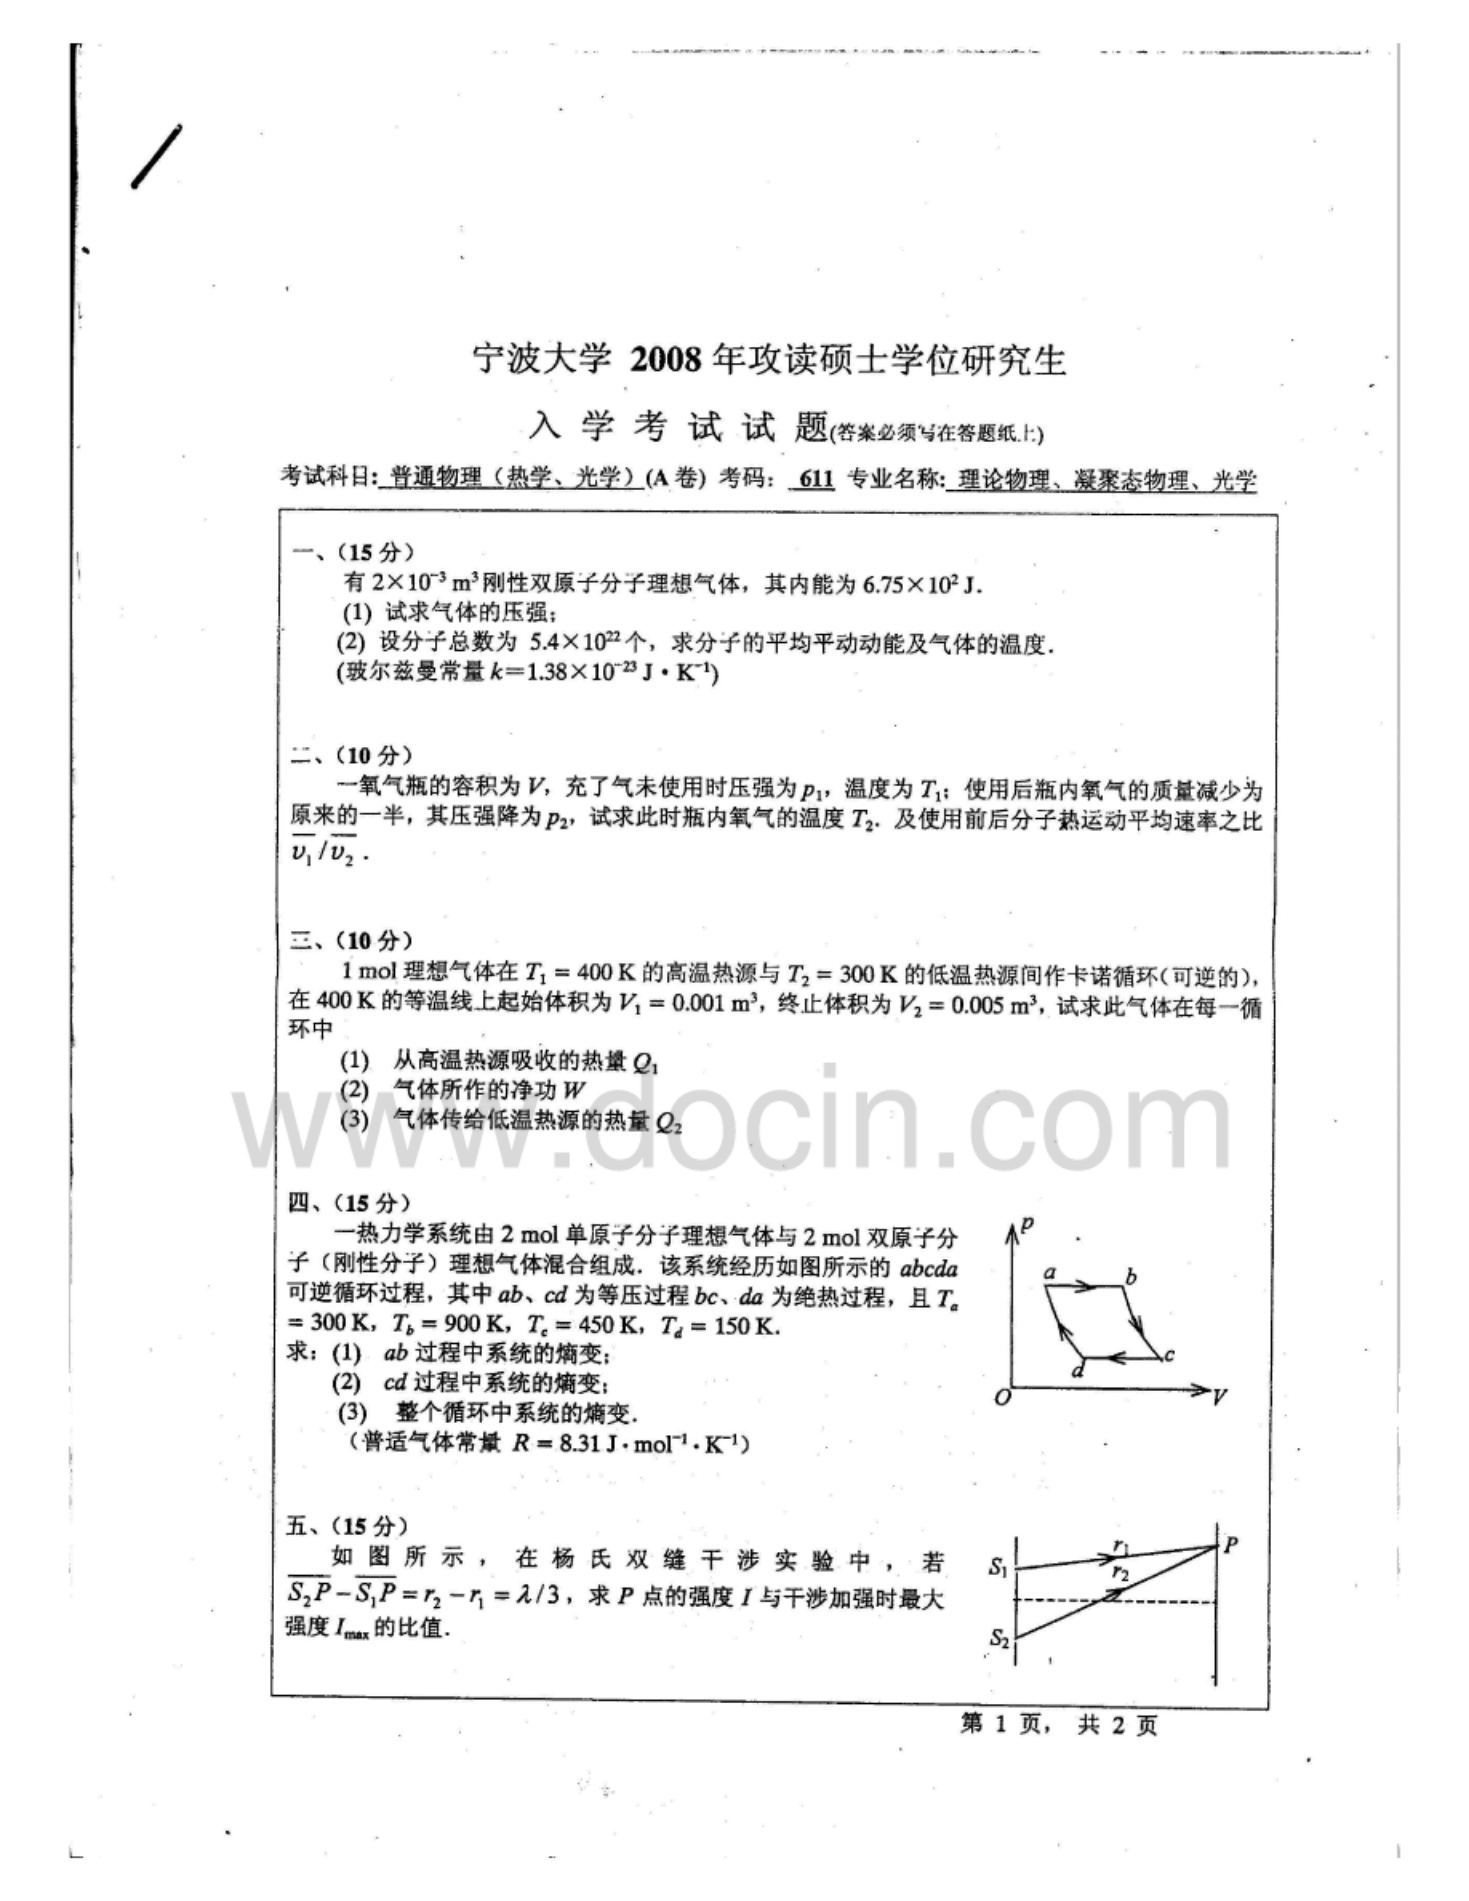 宁波大学 2008 年攻读硕士学位研究生
入 学 考 试 试 题(答案必须写在答题纸上)
考试科目: 普通物理（热学、光学）(A 卷) 考码: 611 专业名称: 理论物理、凝聚态物理、光学
一、（15 分）
有 2×10⁻³ m³ 刚性双原子分子理想气体，其内能为 6.75×10² J．
(1) 试求气体的压强；
(2) 设分子总数为 5.4×10²² 个，求分子的平均平动动能及气体的温度．
(玻尔兹曼常量 k＝1.38×10⁻²³ J・K⁻¹)
二、（10 分）
一氧气瓶的容积为 V，充了气未使用时压强为 p₁，温度为 T₁；使用后瓶内氧气的质量减少为
原来的一半，其压强降为 p₂，试求此时瓶内氧气的温度 T₂．及使用前后分子热运动平均速率之比
v̅₁ / v̅₂ .
三、（10 分）
1 mol 理想气体在 T₁ = 400 K 的高温热源与 T₂ = 300 K 的低温热源间作卡诺循环（可逆的），
在 400 K 的等温线上起始体积为 V₁ = 0.001 m³，终止体积为 V₂ = 0.005 m³，试求此气体在每一循
环中
(1) 从高温热源吸收的热量 Q₁
(2) 气体所作的净功 W
(3) 气体传给低温热源的热量 Q₂
www.docin.com
四、（15 分）
一热力学系统由 2 mol 单原子分子理想气体与 2 mol 双原子分
子（刚性分子）理想气体混合组成．该系统经历如图所示的 abcda
可逆循环过程，其中 ab、cd 为等压过程 bc、da 为绝热过程，且 Tₐ
= 300 K，T_b = 900 K，T_c = 450 K，T_d = 150 K．
求：(1) ab 过程中系统的熵变；
(2) cd 过程中系统的熵变；
(3) 整个循环中系统的熵变．
（普适气体常量 R = 8.31 J·mol⁻¹·K⁻¹）
p
a
b
c
d
O
V
五、（15 分）
如 图 所 示 ， 在 杨 氏 双 缝 干 涉 实 验 中 ， 若
S₂P − S₁P = r₂ − r₁ = λ/3，求 P 点的强度 I 与干涉加强时最大
强度 I_max 的比值．
S₁
r₁
r₂
P
S₂
第 1 页， 共 2 页